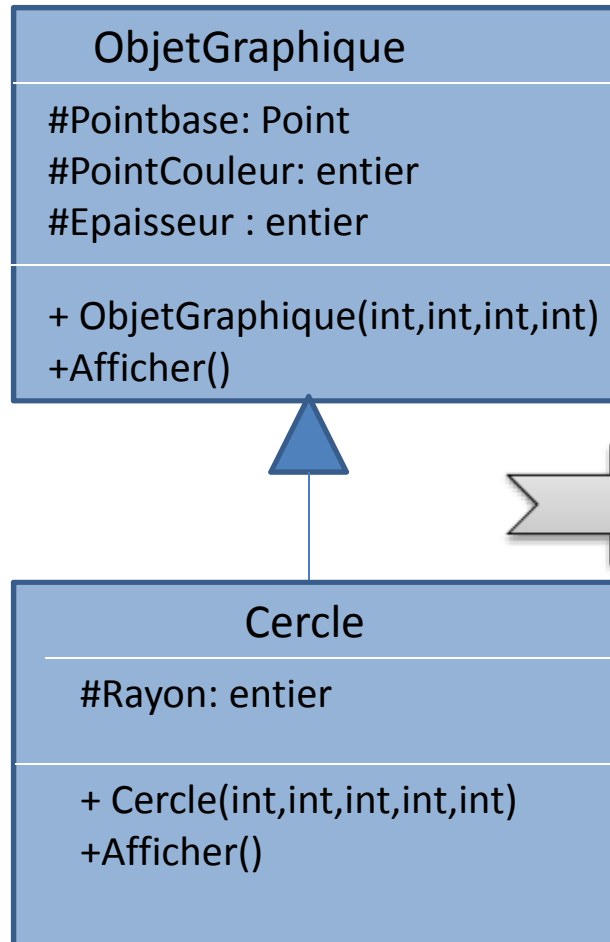 ObjetGraphique
#Pointbase: Point
#PointCouleur: entier
#Epaisseur : entier
+ ObjetGraphique(int,int,int,int)
+Afficher()
Cercle
#Rayon: entier
+ Cercle(int,int,int,int,int)
+Afficher()